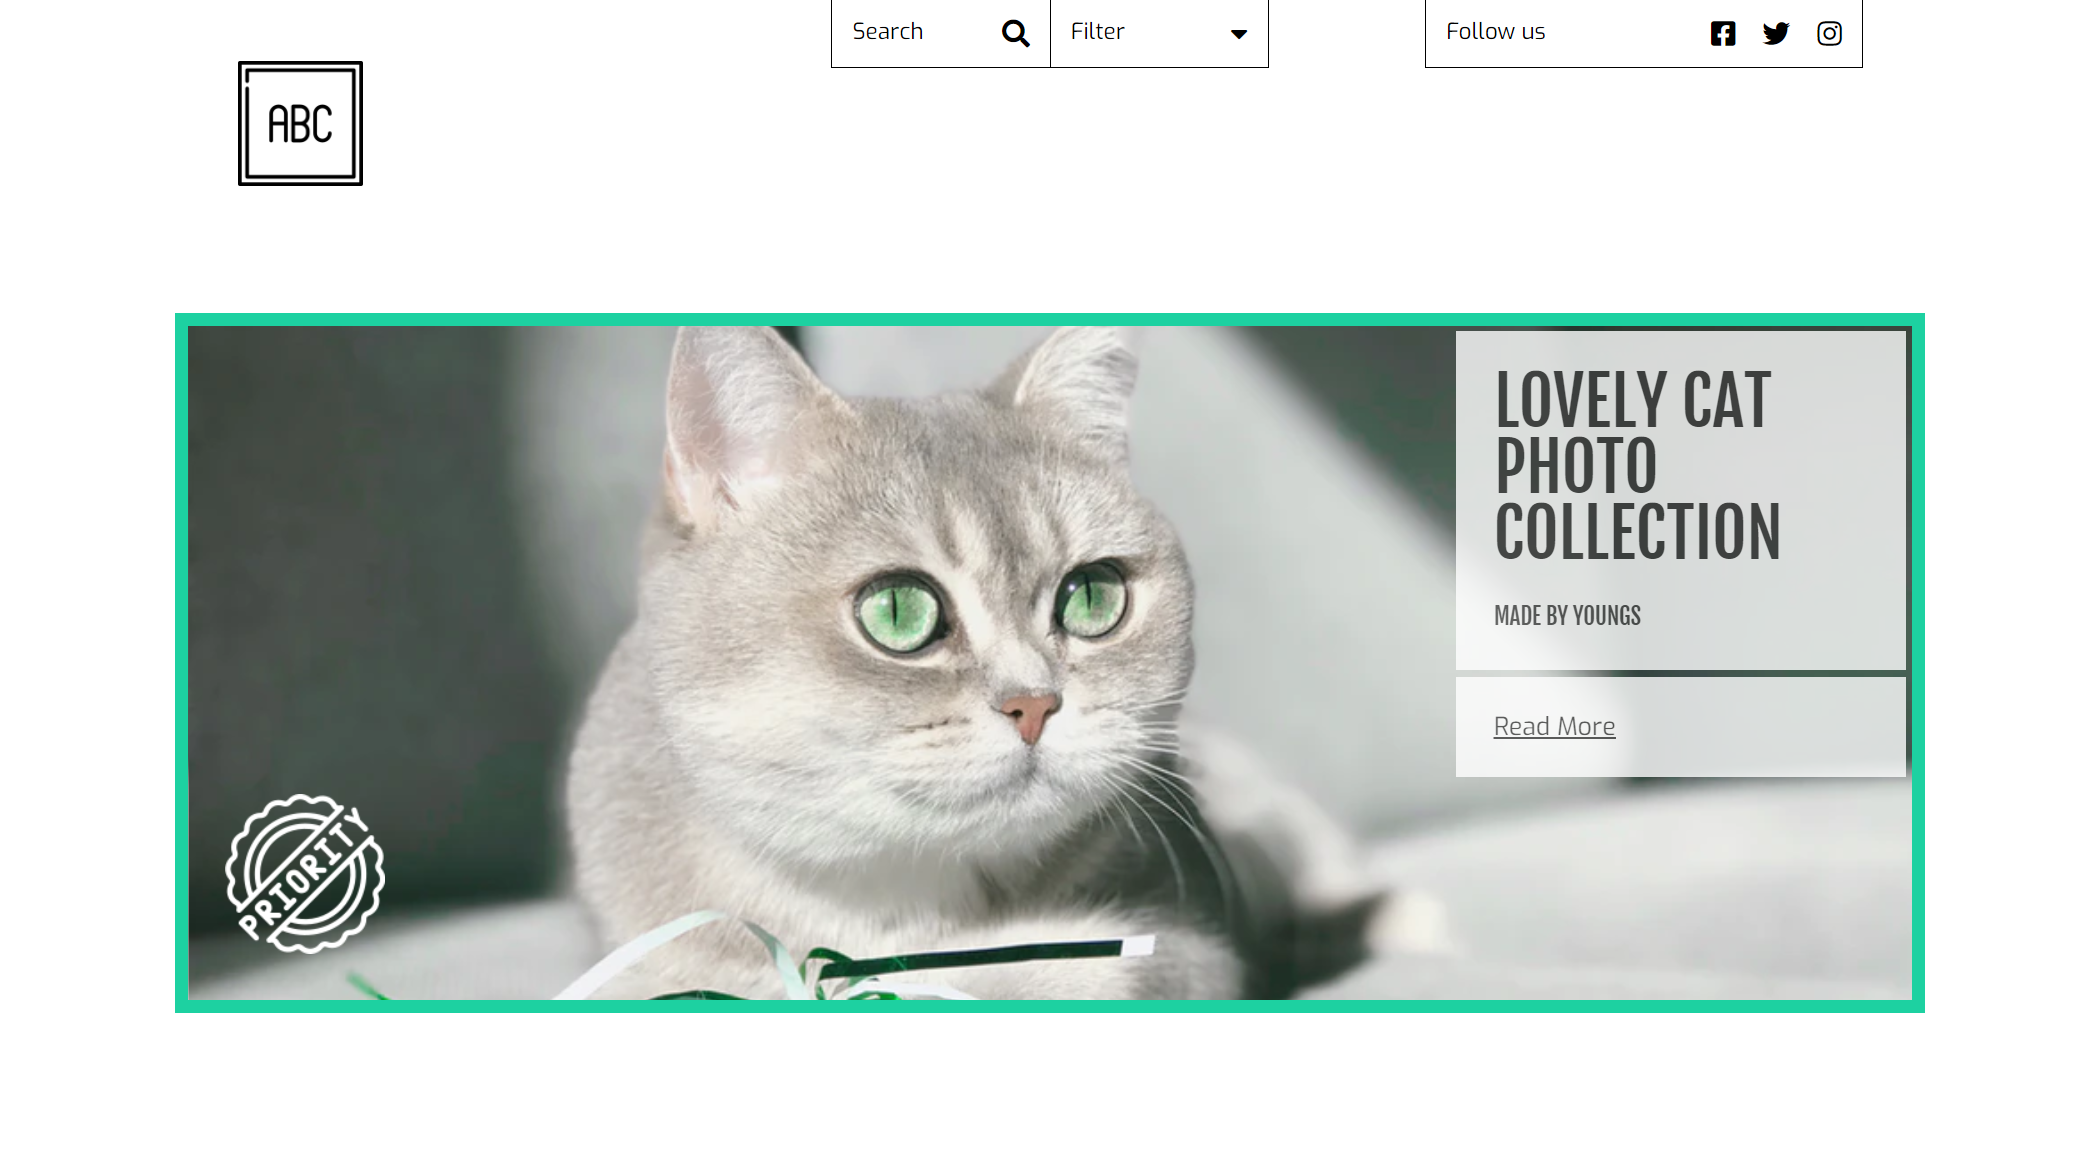 Search
Filter
Follow us
ABC
LOVELY CAT
PHOTO
COLLECTION
MADE BY YOUNGS
Read More
PRIORITY